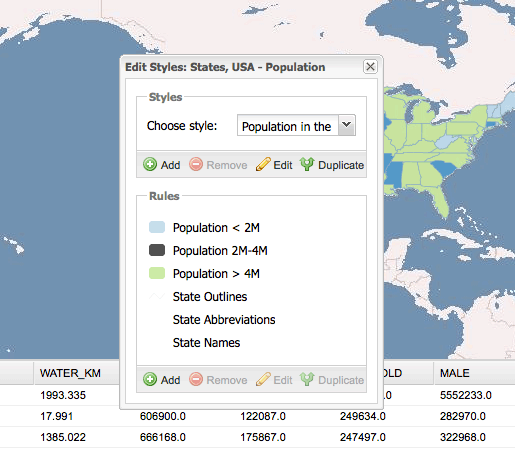 Edit Styles: States, USA - Population
Styles
Choose style: Population in the
Add Remove Edit Duplicate
Rules
Population < 2M
Population 2M-4M
Population > 4M
State Outlines
State Abbreviations
State Names
Add Remove Edit Duplicate
WATER_KM OLD MALE
1993.335 .0 5552233.0
17.991 606900.0 122087.0 249634.0 282970.0
1385.022 666168.0 175867.0 247497.0 322968.0